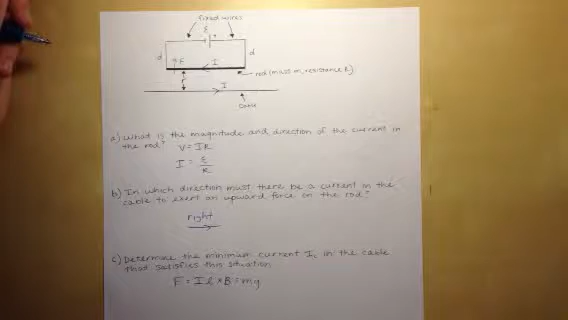 fixed wires
ε
d
F
I
d
rod (mass m, resistance R)
r
I
cable
a) What is the magnitude and direction of the current in
the rod? V = IR
I = ε/R
b) In which direction must there be a current in the
cable to exert an upward force on the rod?
right
c) Determine the minimum current Ic in the cable
that satisfies this situation
F = Il × B = mg